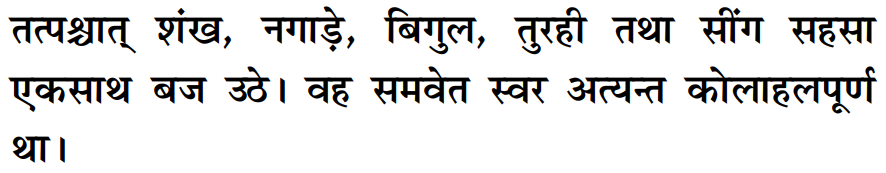 तत्पश्चात् शंख, नगाड़े, बिगुल, तुरही तथा सींग सहसा
एकसाथ बज उठे। वह समवेत स्वर अत्यन्त कोलाहलपूर्ण
था।